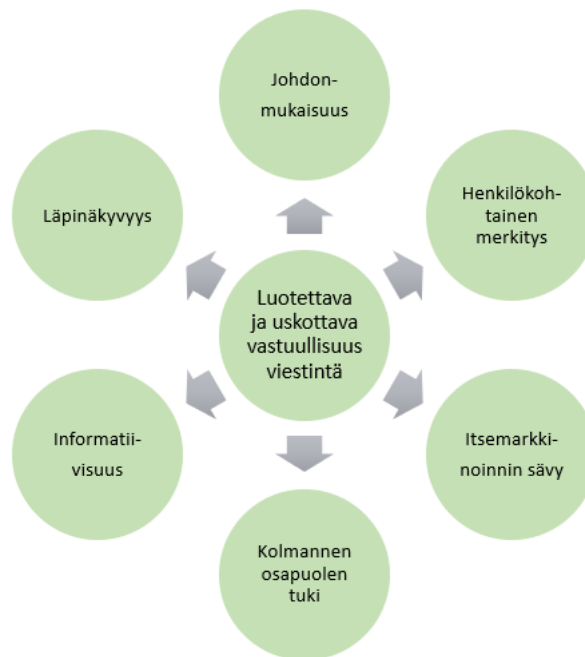 Johdon-
mukaisuus
Henkilökoh-
tainen
merkitys
Läpinäkyvyys
Luotettava
ja uskottava
vastuullisuus
viestintä
Informatii-
visuus
Itsemarkki-
noinnin sävy
Kolmannen
osapuolen
tuki